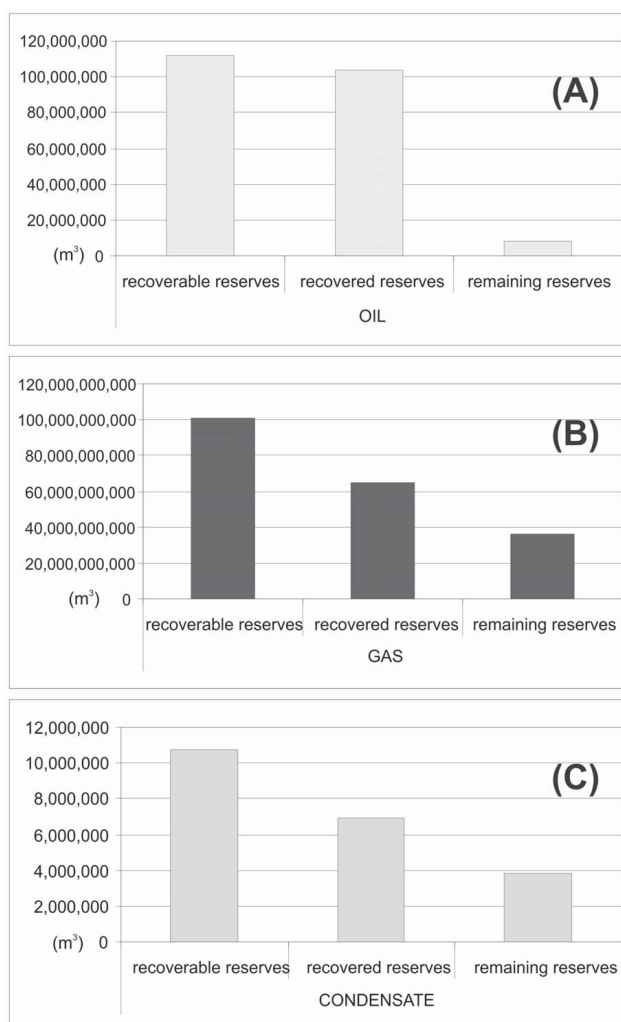 120,000,000
100,000,000
(A)
80,000,000
60,000,000
40,000,000
20,000,000
(m³) 0
recoverable reserves recovered reserves remaining reserves
OIL
120,000,000,000
100,000,000,000
(B)
80,000,000,000
60,000,000,000
40,000,000,000
20,000,000,000
(m³) 0
recoverable reserves recovered reserves remaining reserves
GAS
12,000,000
10,000,000
(C)
8,000,000
6,000,000
4,000,000
2,000,000
(m³) 0
recoverable reserves recovered reserves remaining reserves
CONDENSATE